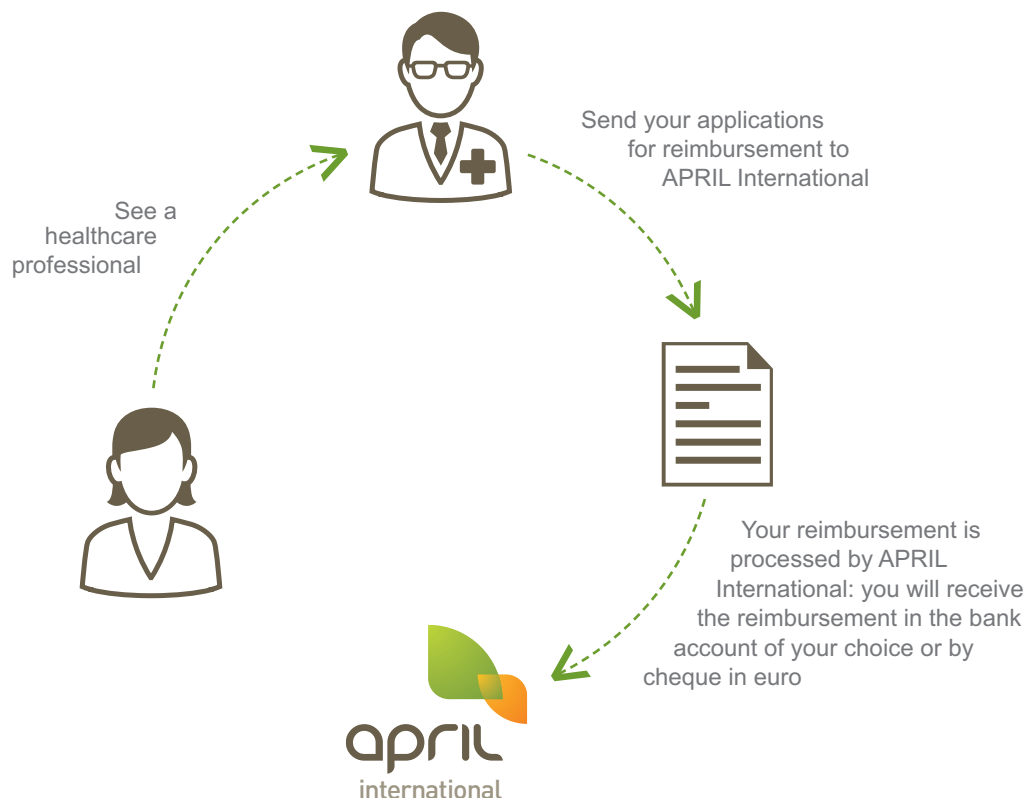 See a
healthcare
professional
Send your applications
for reimbursement to
APRIL International
Your reimbursement is
processed by APRIL
International: you will receive
the reimbursement in the bank
account of your choice or by
cheque in euro
april
international